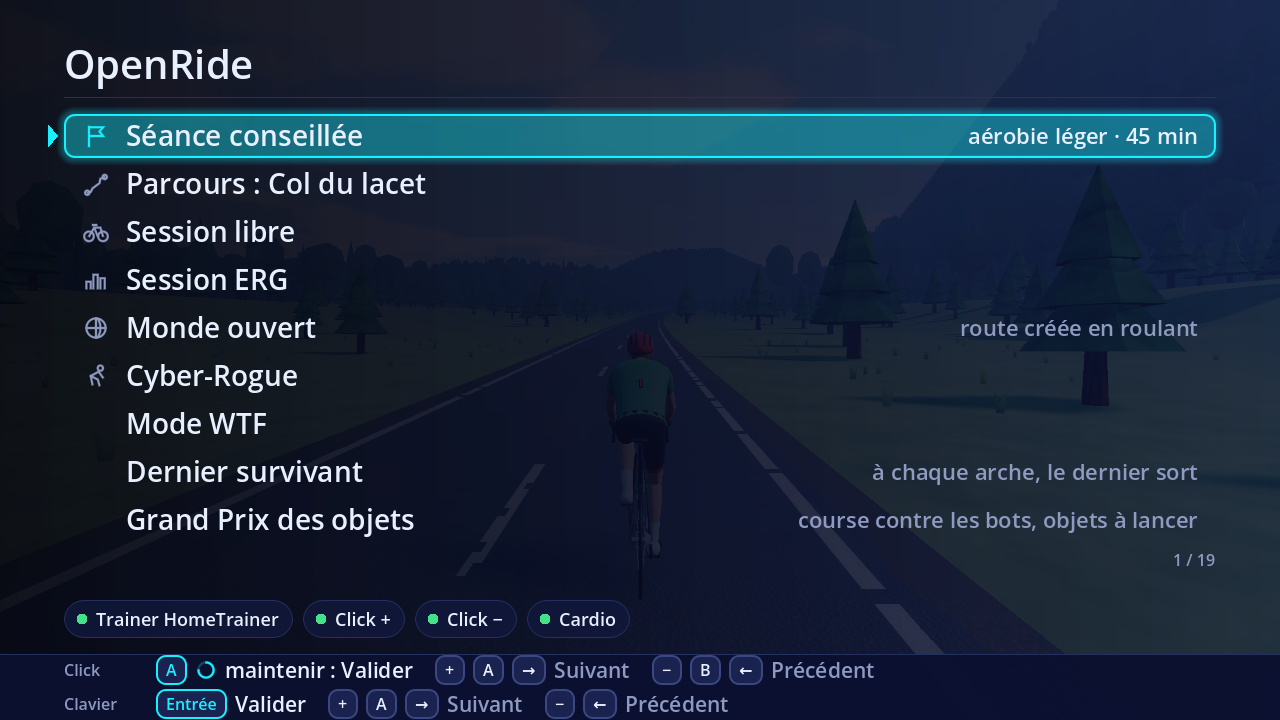 OpenRide
Séance conseillée aérobie léger · 45 min
Parcours : Col du lacet
Session libre
Session ERG
Monde ouvert route créée en roulant
Cyber-Rogue
Mode WTF
Dernier survivant à chaque arche, le dernier sort
Grand Prix des objets course contre les bots, objets à lancer
1 / 19
Trainer HomeTrainer Click + Click − Cardio
Click A maintenir : Valider + A → Suivant − B ← Précédent
Clavier Entrée Valider + A → Suivant − ← Précédent